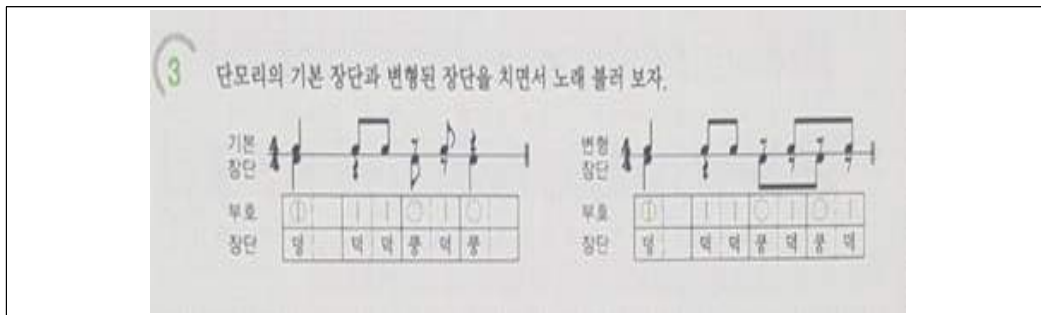 3 단모리의 기본 장단과 변형된 장단을 치면서 노래 불러 보자.
기본 장단
부호
장단
덩 덕 덕 쿵 덕 쿵
변형 장단
부호
장단
덩 덕 덕 쿵 덕 쿵 덕